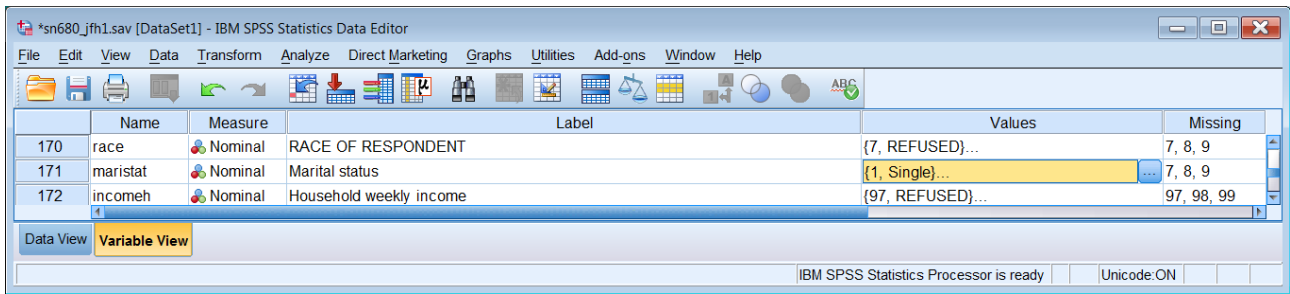 *sn680_jfh1.sav [DataSet1] - IBM SPSS Statistics Data Editor
File Edit View Data Transform Analyze Direct Marketing Graphs Utilities Add-ons Window Help
Name Measure Label Values Missing
170 race Nominal RACE OF RESPONDENT {7, REFUSED}... 7, 8, 9
171 maristat Nominal Marital status {1, Single}... ... 7, 8, 9
172 incomeh Nominal Household weekly income {97, REFUSED}... 97, 98, 99
Data View Variable View
IBM SPSS Statistics Processor is ready Unicode:ON